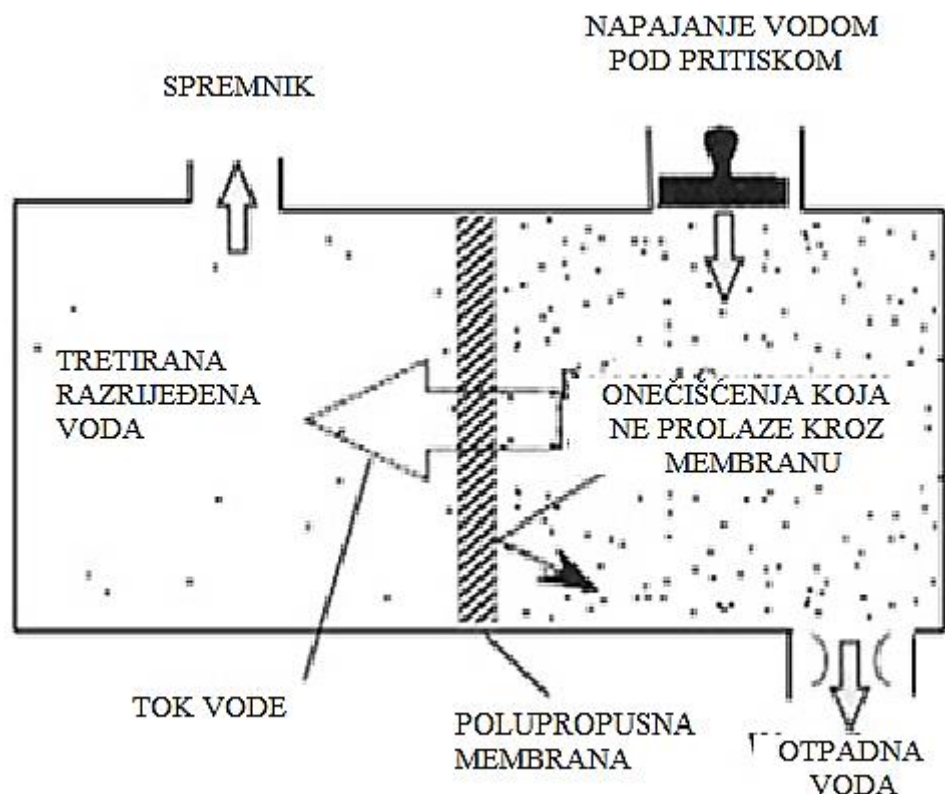 NAPAJANJE VODOM
POD PRITISKOM
SPREMNIK
TRETIRANA
RAZRIJEĐENA
VODA
ONEČIŠĆENJA KOJA
NE PROLAZE KROZ
MEMBRANU
TOK VODE
POLUPROPUSNA
MEMBRANA
OTPADNA
VODA